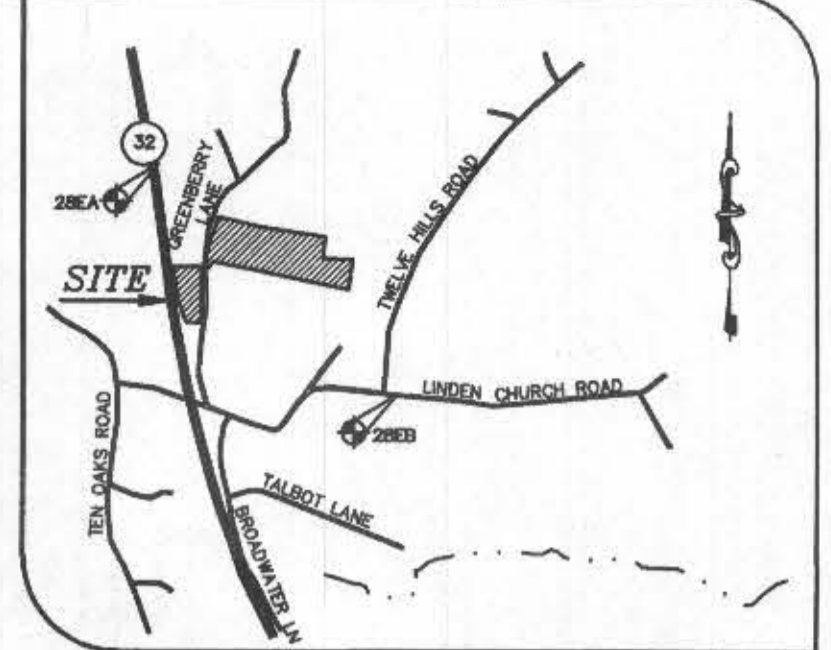 32
28EA
GREENBERRY
LANE
SITE
TWELVE HILLS ROAD
LINDEN CHURCH ROAD
28EB
TEN OAKS ROAD
TALBOT LANE
BROADWATER LN